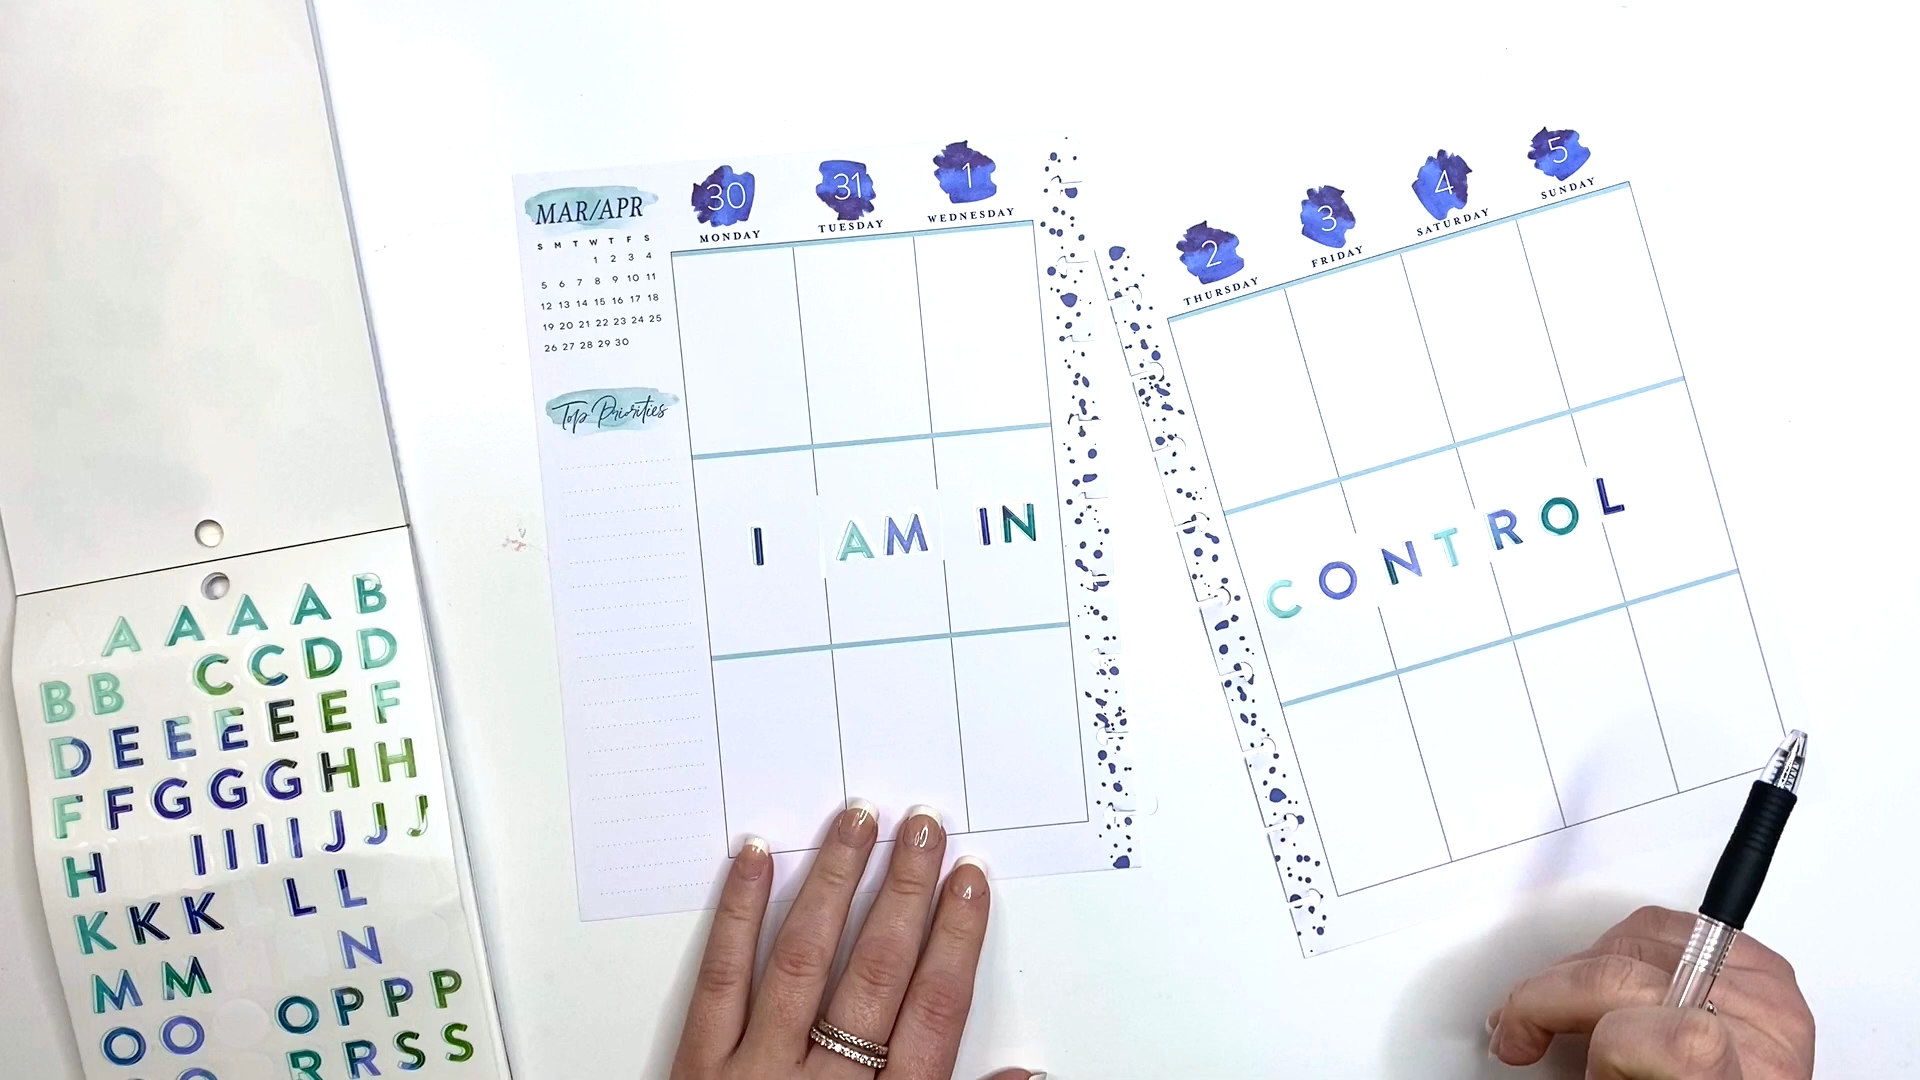 MAR/APR
S M T W T F S
1 2 3 4
5 6 7 8 9 10 11
12 13 14 15 16 17 18
19 20 21 22 23 24 25
26 27 28 29 30
Top Priorities
30 31 1
MONDAY TUESDAY WEDNESDAY
I AM IN
2 3 4 5
THURSDAY FRIDAY SATURDAY SUNDAY
CONTROL
A A A A B
B B C C D D
D E E E E E F
F F G G G H H
H I I I I J J J
K K K L L
N
M M
O O O P P P
R R S S